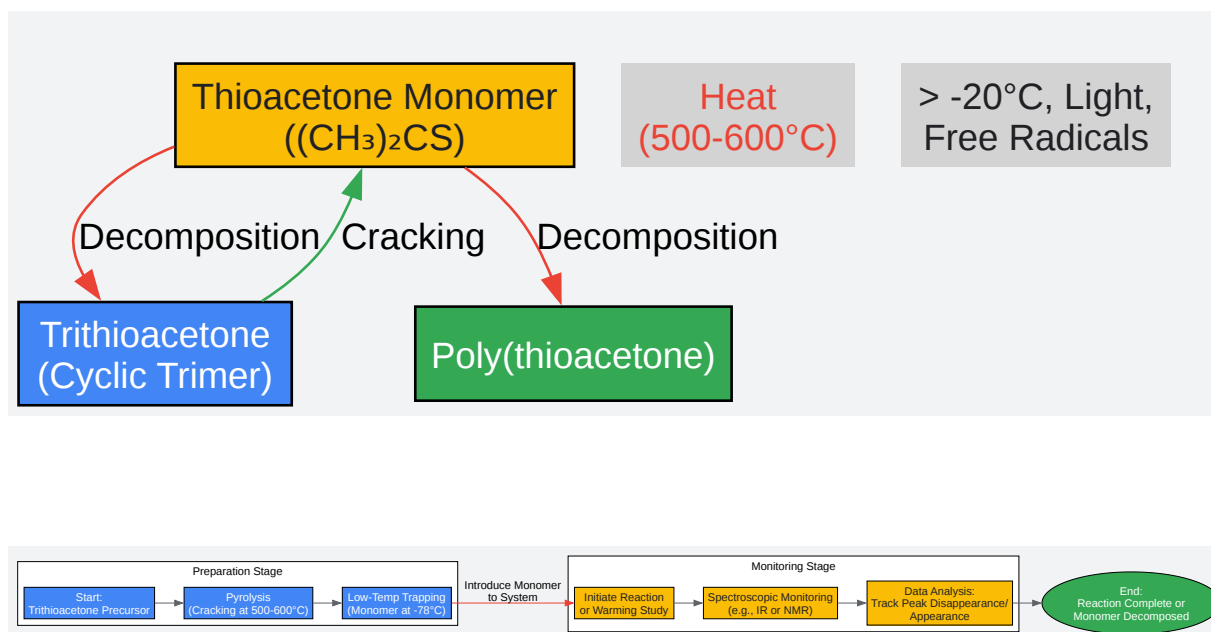 Thioacetone Monomer
((CH₃)₂CS)
Heat
(500-600°C)
> -20°C, Light,
Free Radicals
Decomposition
Cracking
Decomposition
Trithioacetone
(Cyclic Trimer)
Poly(thioacetone)
Preparation Stage
Start:
Trithioacetone Precursor
Pyrolysis
(Cracking at 500-600°C)
Low-Temp Trapping
(Monomer at -78°C)
Introduce Monomer
to System
Monitoring Stage
Initiate Reaction
or Warming Study
Spectroscopic Monitoring
(e.g., IR or NMR)
Data Analysis:
Track Peak Disappearance/
Appearance
End:
Reaction Complete or
Monomer Decomposed